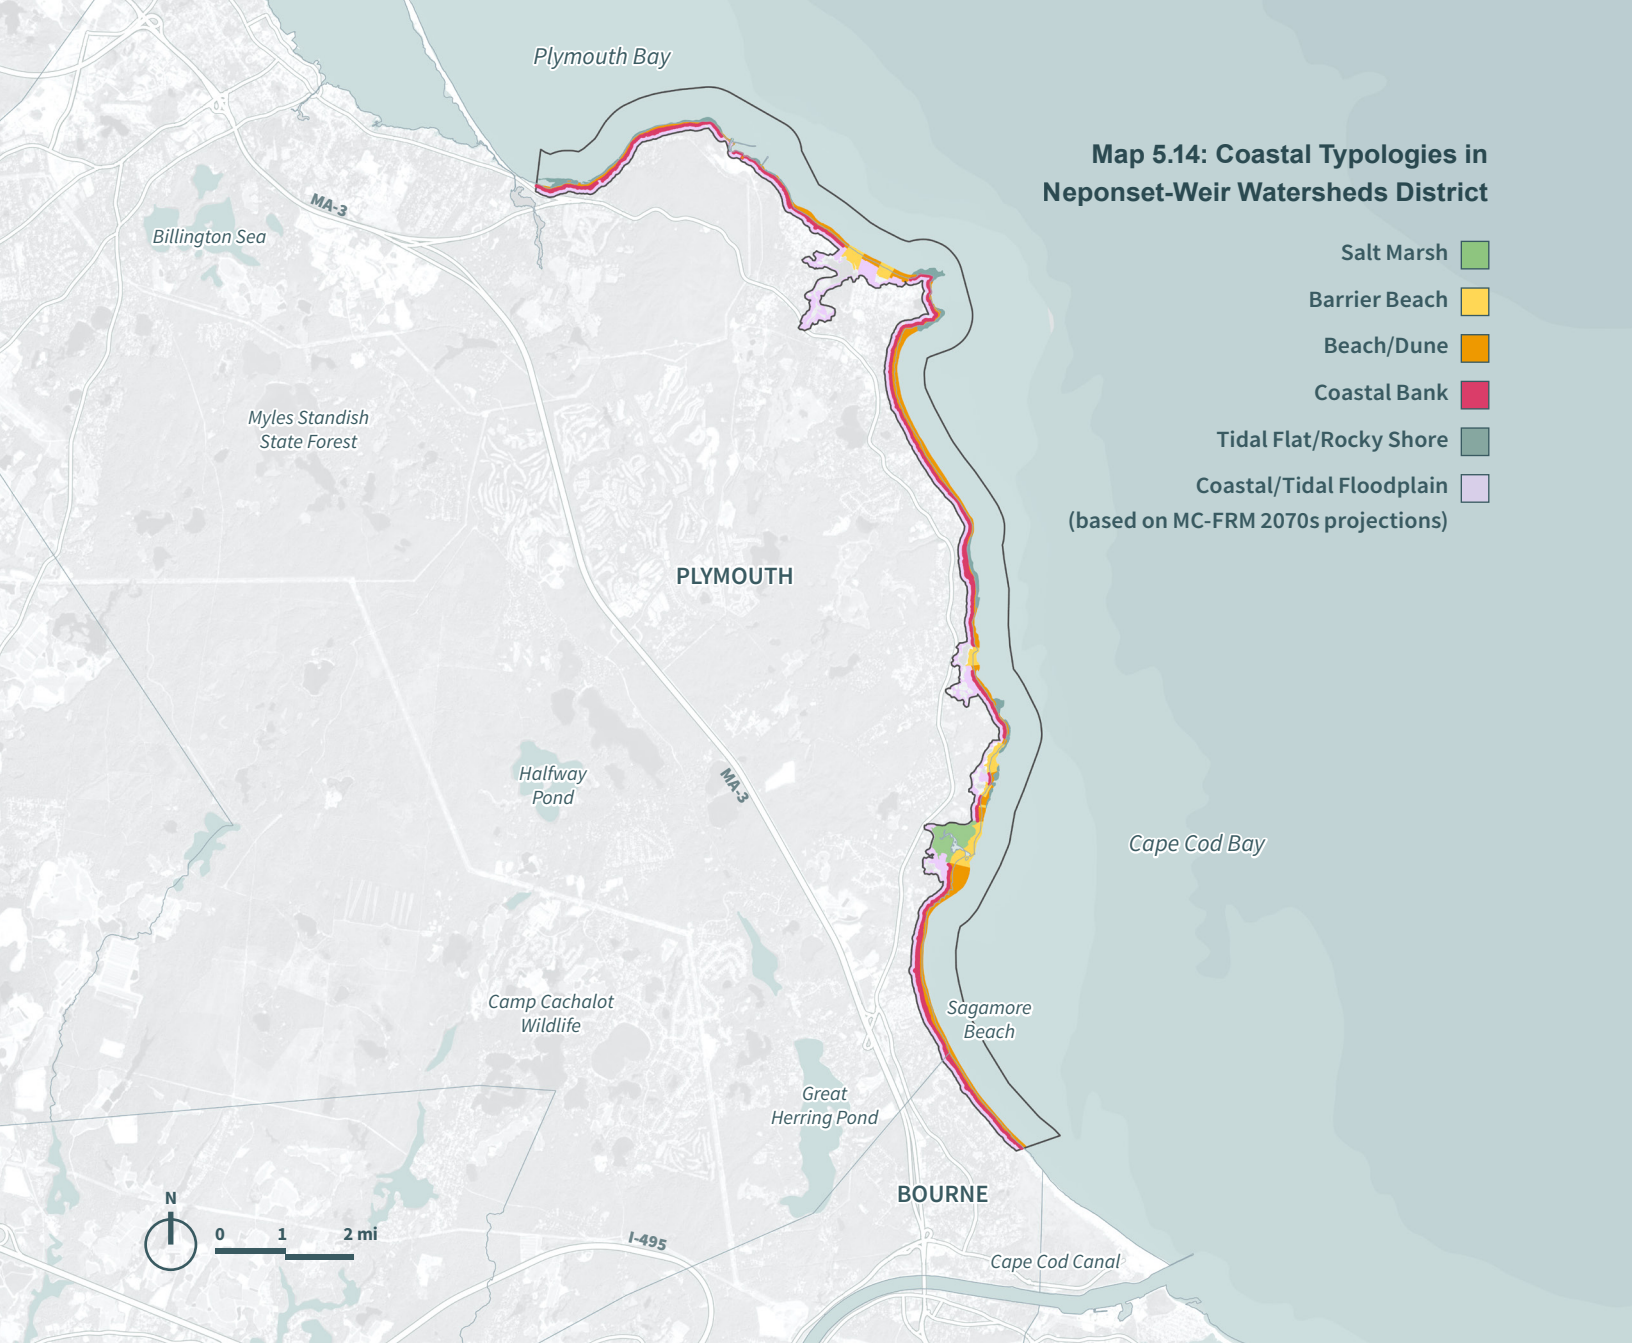 Plymouth Bay
Map 5.14: Coastal Typologies in
Neponset-Weir Watersheds District
Salt Marsh
Barrier Beach
Beach/Dune
Coastal Bank
Tidal Flat/Rocky Shore
Coastal/Tidal Floodplain
(based on MC-FRM 2070s projections)
MA-3
Billington Sea
Myles Standish
State Forest
PLYMOUTH
Halfway
Pond
MA-3
Cape Cod Bay
Camp Cachalot
Wildlife
Sagamore
Beach
Great
Herring Pond
BOURNE
N
0 1 2 mi
I-495
Cape Cod Canal